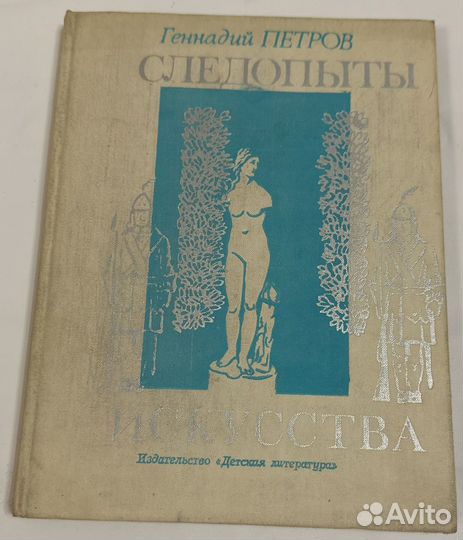 Геннадий ПЕТРОВ
СЛЕДОПЫТЫ
ИСКУССТВА
Издательство «Детская литература»
Avito